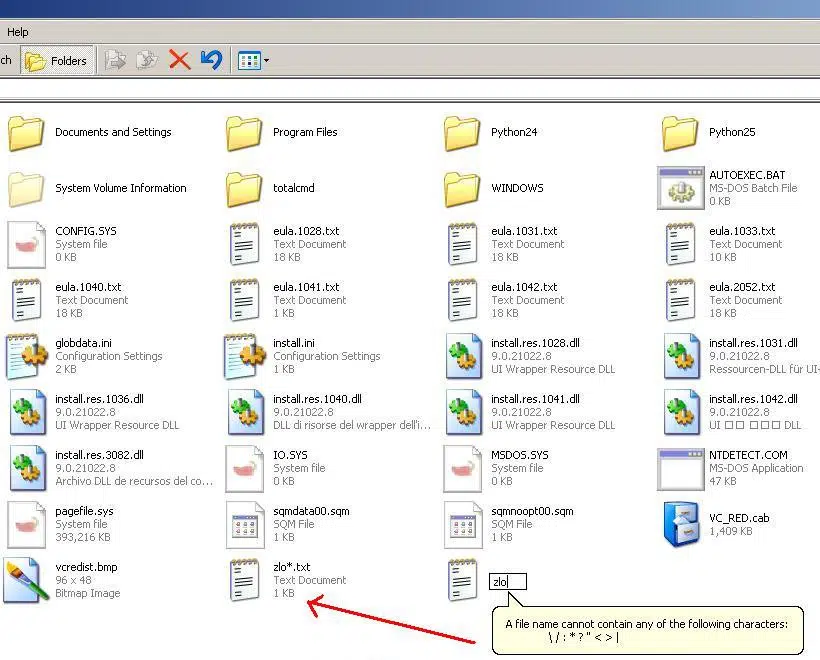 Help
ch
Folders
Documents and Settings
Program Files
Python24
Python25
System Volume Information
totalcmd
WINDOWS
AUTOEXEC.BAT
MS-DOS Batch File
0 KB
CONFIG.SYS
System file
0 KB
eula.1028.txt
Text Document
18 KB
eula.1031.txt
Text Document
18 KB
eula.1033.txt
Text Document
10 KB
eula.1040.txt
Text Document
18 KB
eula.1041.txt
Text Document
1 KB
eula.1042.txt
Text Document
18 KB
eula.2052.txt
Text Document
18 KB
globdata.ini
Configuration Settings
2 KB
install.ini
Configuration Settings
1 KB
install.res.1028.dll
9.0.21022.8
UI Wrapper Resource DLL
install.res.1031.dll
9.0.21022.8
Ressourcen-DLL für UI-
install.res.1036.dll
9.0.21022.8
UI Wrapper Resource DLL
install.res.1040.dll
9.0.21022.8
DLL di risorse del wrapper dell'i...
install.res.1041.dll
9.0.21022.8
UI Wrapper Resource DLL
install.res.1042.dll
9.0.21022.8
UI □□ □□□ DLL
install.res.3082.dll
9.0.21022.8
Archivo DLL de recursos del co...
IO.SYS
System file
0 KB
MSDOS.SYS
System file
0 KB
NTDETECT.COM
MS-DOS Application
47 KB
pagefile.sys
System file
393,216 KB
sqmdata00.sqm
SQM File
1 KB
sqmnoopt00.sqm
SQM File
1 KB
VC_RED.cab
1,409 KB
vcredist.bmp
96 x 48
Bitmap Image
zlo*.txt
Text Document
1 KB
zlo
A file name cannot contain any of the following characters:
\ / : * ? " < > |